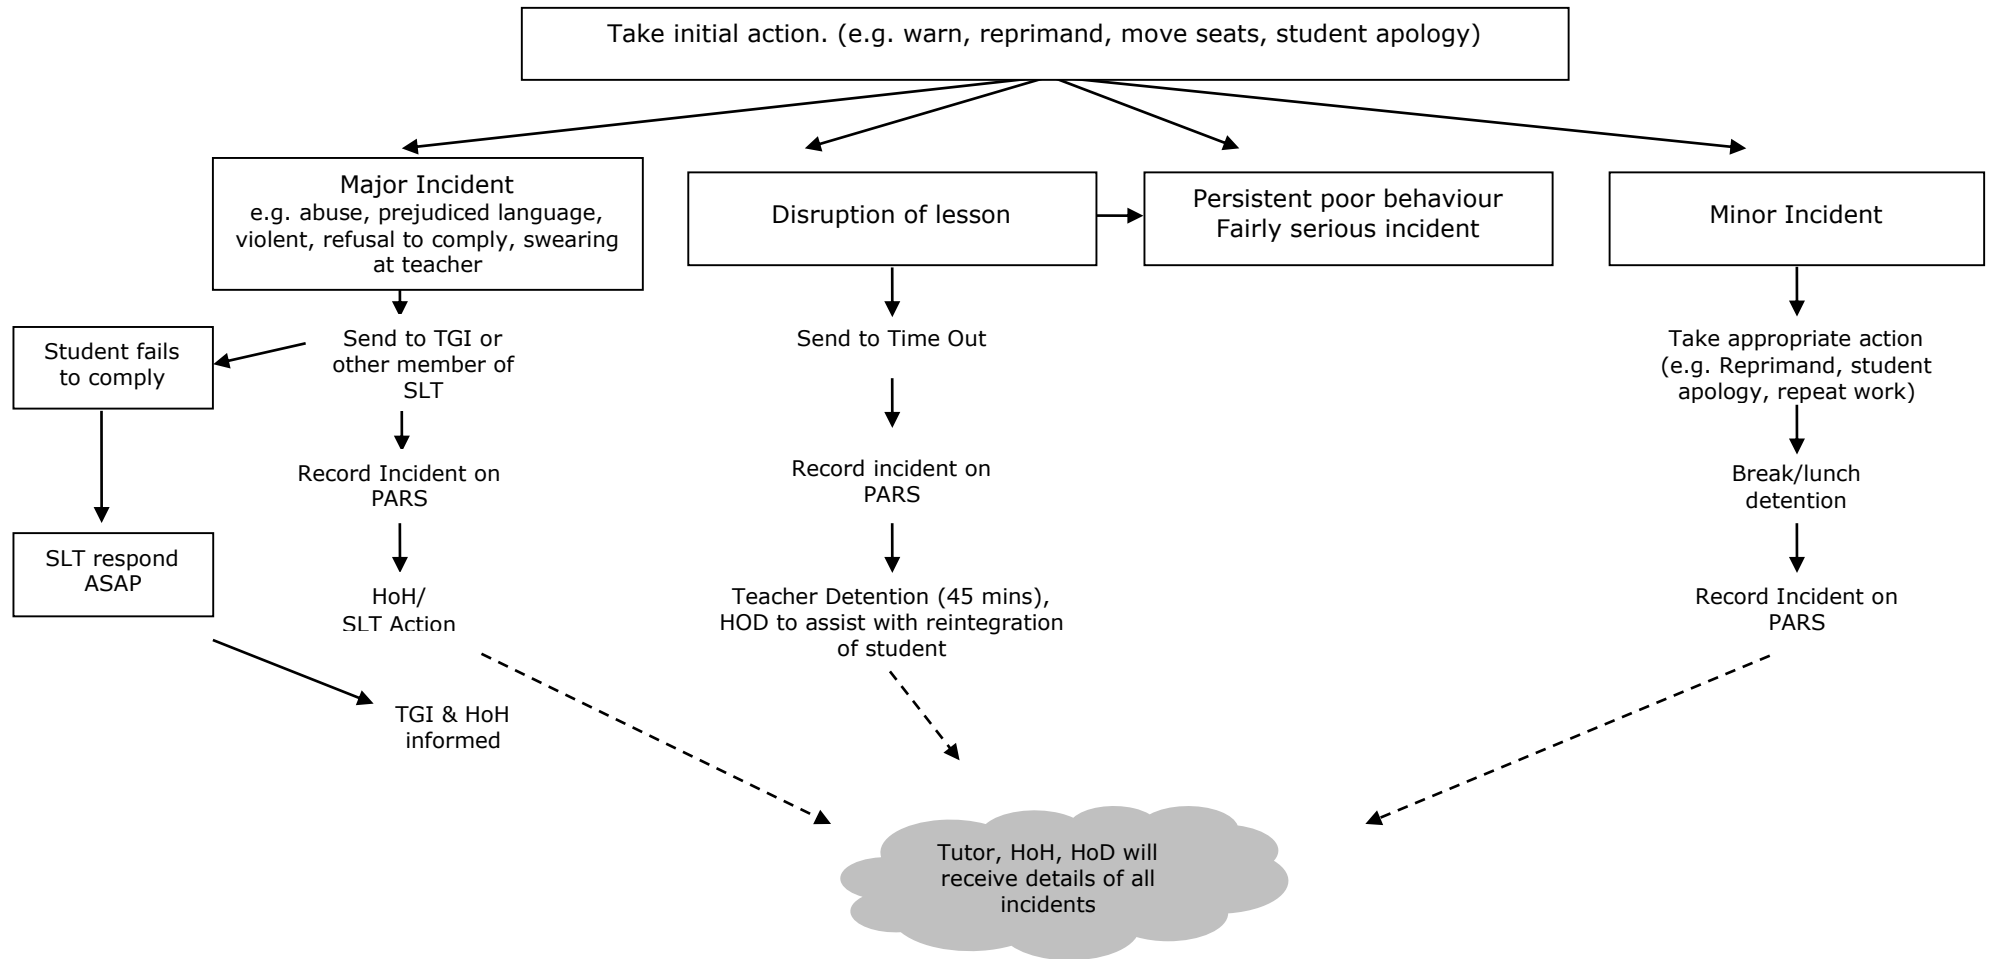 Take initial action. (e.g. warn, reprimand, move seats, student apology)
Major Incident
e.g. abuse, prejudiced language,
violent, refusal to comply, swearing
at teacher
Disruption of lesson
Persistent poor behaviour
Fairly serious incident
Minor Incident
Student fails
to comply
Send to TGI or
other member of
SLT
Send to Time Out
Take appropriate action
(e.g. Reprimand, student
apology, repeat work)
Record Incident on
PARS
Record incident on
PARS
Break/lunch
detention
SLT respond
ASAP
HoH/
SLT Action
Teacher Detention (45 mins),
HOD to assist with reintegration
of student
Record Incident on
PARS
TGI & HoH
informed
Tutor, HoH, HoD will
receive details of all
incidents